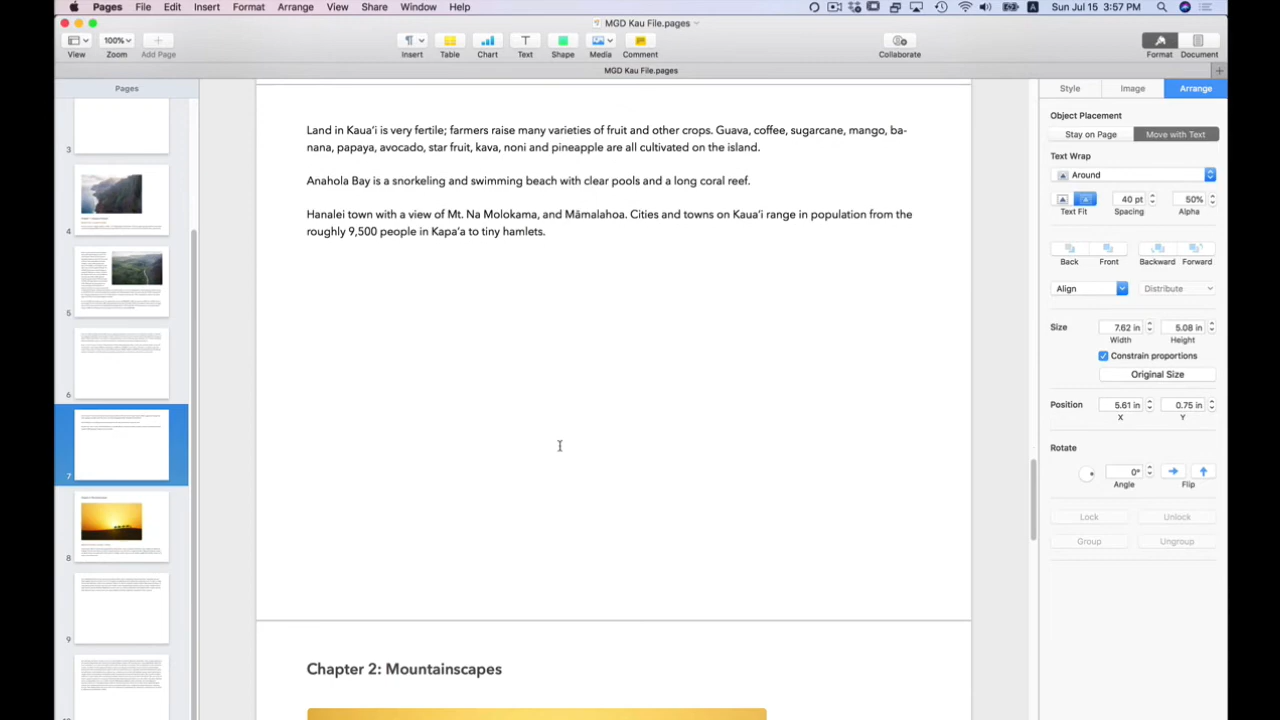 Pages File Edit Insert Format Arrange View Share Window Help
Sun Jul 15 3:57 PM
MGD Kau File.pages
100%
View Zoom Add Page
Insert Table Chart Text Shape Media Comment
Collaborate
Format Document
MGD Kau File.pages
Pages
3
4
5
6
7
8
9
Land in Kaua'i is very fertile; farmers raise many varieties of fruit and other crops. Guava, coffee, sugarcane, mango, ba-
nana, papaya, avocado, star fruit, kava, noni and pineapple are all cultivated on the island.
Anahola Bay is a snorkeling and swimming beach with clear pools and a long coral reef.
Hanalei town with a view of Mt. Na Molokama, and Māmalahoa. Cities and towns on Kaua'i range in population from the
roughly 9,500 people in Kapa'a to tiny hamlets.
Chapter 2: Mountainscapes
Style Image Arrange
Object Placement
Stay on Page Move with Text
Text Wrap
Around
40 pt 50%
Text Fit Spacing Alpha
Back Front Backward Forward
Align Distribute
Size 7.62 in 5.08 in
Width Height
Constrain proportions
Original Size
Position 5.61 in 0.75 in
X Y
Rotate
0°
Angle Flip
Lock Unlock
Group Ungroup